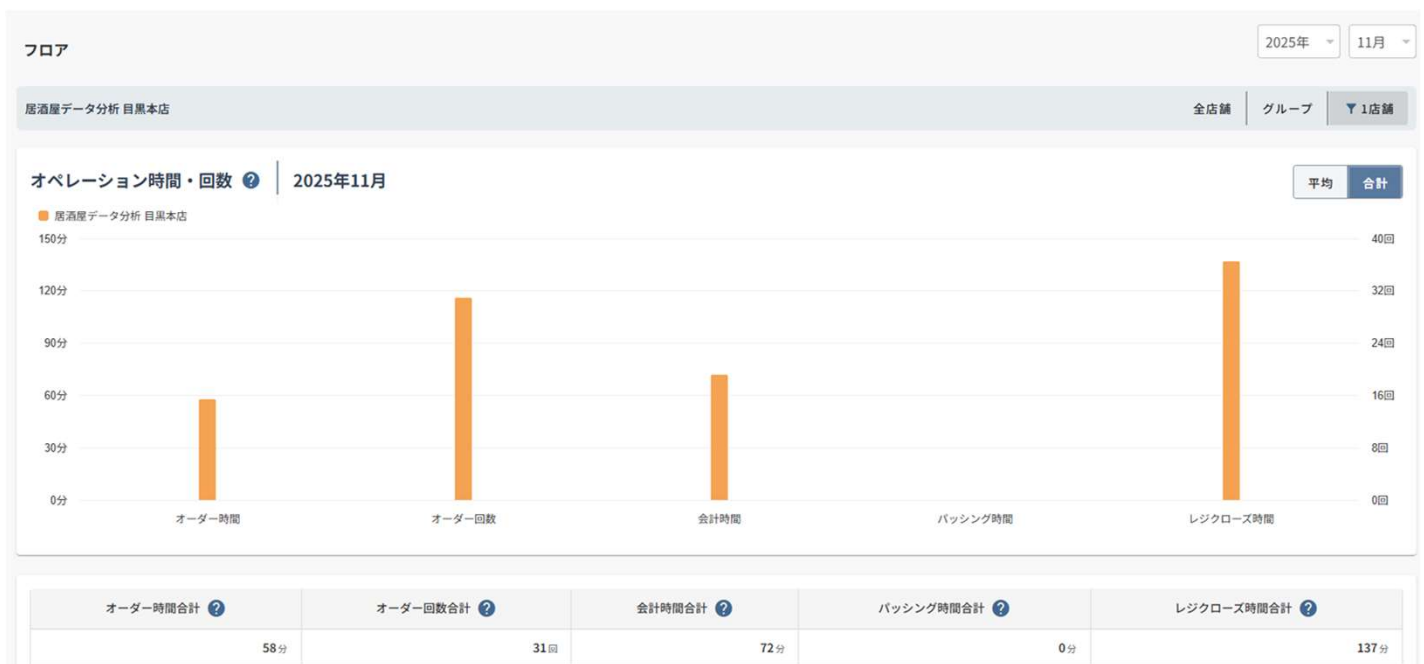 フロア
2025年
11月
居酒屋データ分析 目黒本店
全店舗
グループ
1店舗
オペレーション時間・回数 ?
2025年11月
平均
合計
居酒屋データ分析 目黒本店
150分
40回
120分
32回
90分
24回
60分
16回
30分
8回
0分
0回
オーダー時間
オーダー回数
会計時間
バッシング時間
レジクローズ時間
オーダー時間合計 ?
オーダー回数合計 ?
会計時間合計 ?
バッシング時間合計 ?
レジクローズ時間合計 ?
58分
31回
72分
0分
137分